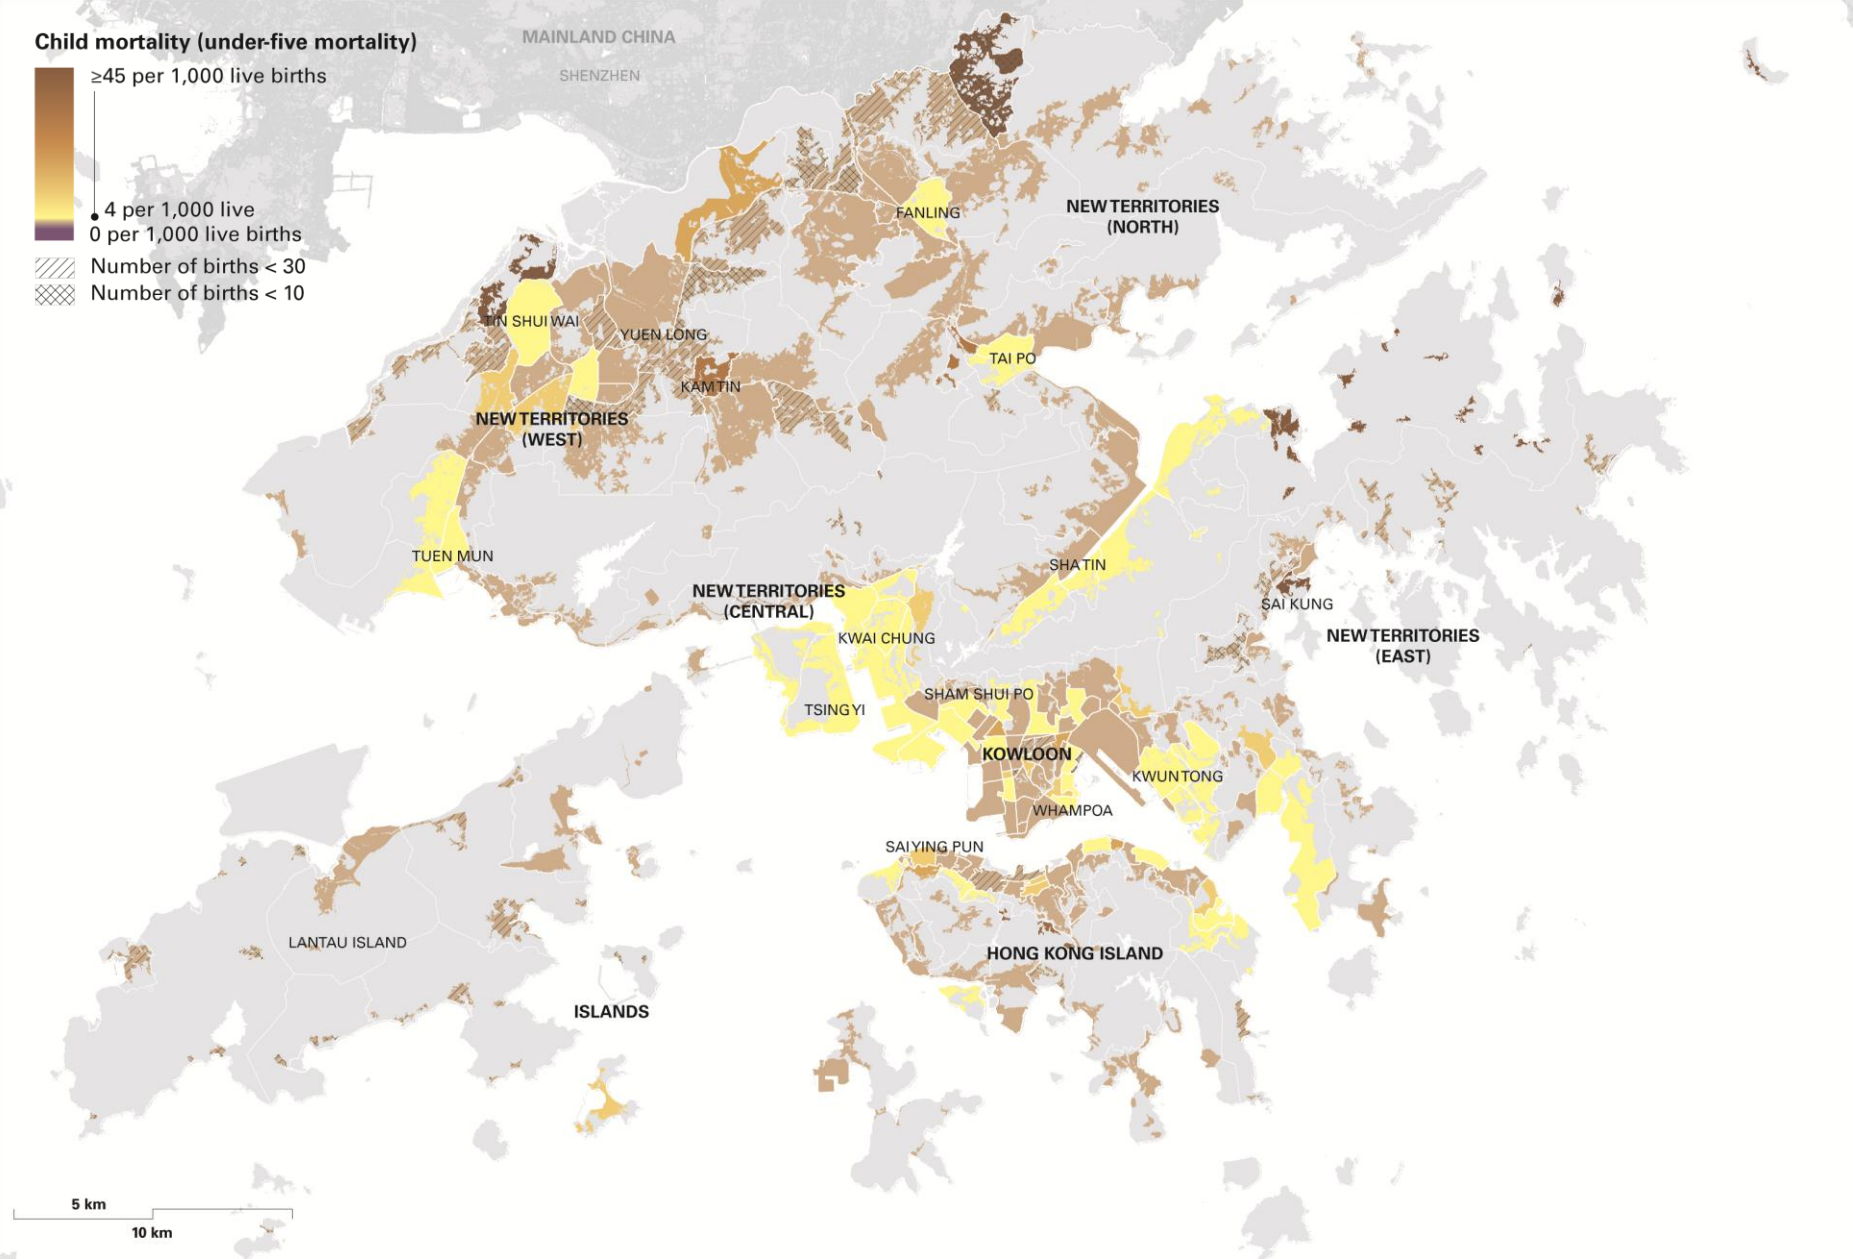 Child mortality (under-five mortality)
≥45 per 1,000 live births
4 per 1,000 live
0 per 1,000 live births
Number of births < 30
Number of births < 10
MAINLAND CHINA
SHENZHEN
FANLING
NEW TERRITORIES
(NORTH)
TIN SHUI WAI
YUEN LONG
TAI PO
KAM TIN
NEW TERRITORIES
(WEST)
TUEN MUN
SHA TIN
NEW TERRITORIES
(CENTRAL)
SAI KUNG
KWAI CHUNG
NEW TERRITORIES
(EAST)
SHAM SHUI PO
TSING YI
KOWLOON
KWUN TONG
WHAMPOA
SAI YING PUN
LANTAU ISLAND
HONG KONG ISLAND
ISLANDS
5 km
10 km